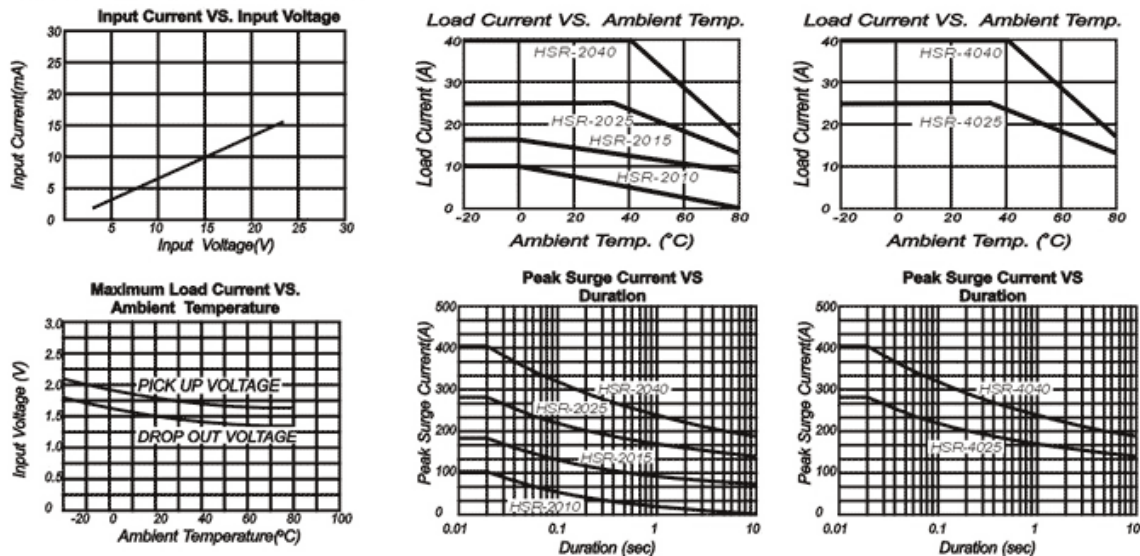 Input Current VS. Input Voltage
30
25
20
15
10
5
0
Input Current(mA)
5 10 15 20 25 30
Input Voltage(V)
Load Current VS. Ambient Temp.
40
30
20
10
0
Load Current (A)
HSR-2040
HSR-2025
HSR-2015
HSR-2010
-20 0 20 40 60 80
Ambient Temp. (°C)
Load Current VS. Ambient Temp.
40
30
20
10
0
Load Current (A)
HSR-4040
HSR-4025
-20 0 20 40 60 80
Ambient Temp. (°C)
Maximum Load Current VS.
Ambient Temperature
3.0
2.5
2.0
1.5
1.0
0.5
0
Input Voltage (V)
PICK UP VOLTAGE
DROP OUT VOLTAGE
-20 0 20 40 60 80 100
Ambient Temperature(ºC)
Peak Surge Current VS
Duration
500
400
300
200
100
0
Peak Surge Current(A)
HSR-2040
HSR-2025
HSR-2015
HSR-2010
0.01 0.1 1 10
Duration (sec)
Peak Surge Current VS
Duration
500
400
300
200
100
0
Peak Surge Current(A)
HSR-4040
HSR-4025
0.01 0.1 1 10
Duration (sec)